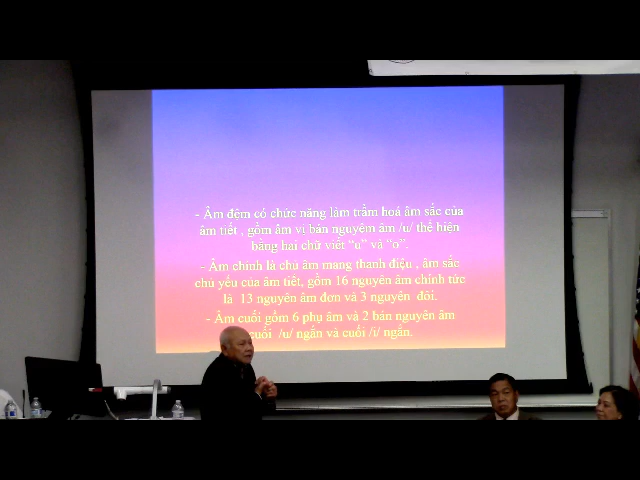 - Âm đệm có chức năng làm trầm hoá âm sắc của
âm tiết , gồm âm vị bán nguyên âm /u/ thể hiện
bằng hai chữ viết “u” và “o”.
- Âm chính là chủ âm mang thanh điệu , âm sắc
chủ yếu của âm tiết, gồm 16 nguyên âm chính tức
là 13 nguyên âm đơn và 3 nguyên đôi.
- Âm cuối gồm 6 phụ âm và 2 bán nguyên âm
cuối /u/ ngắn và cuối /i/ ngắn.